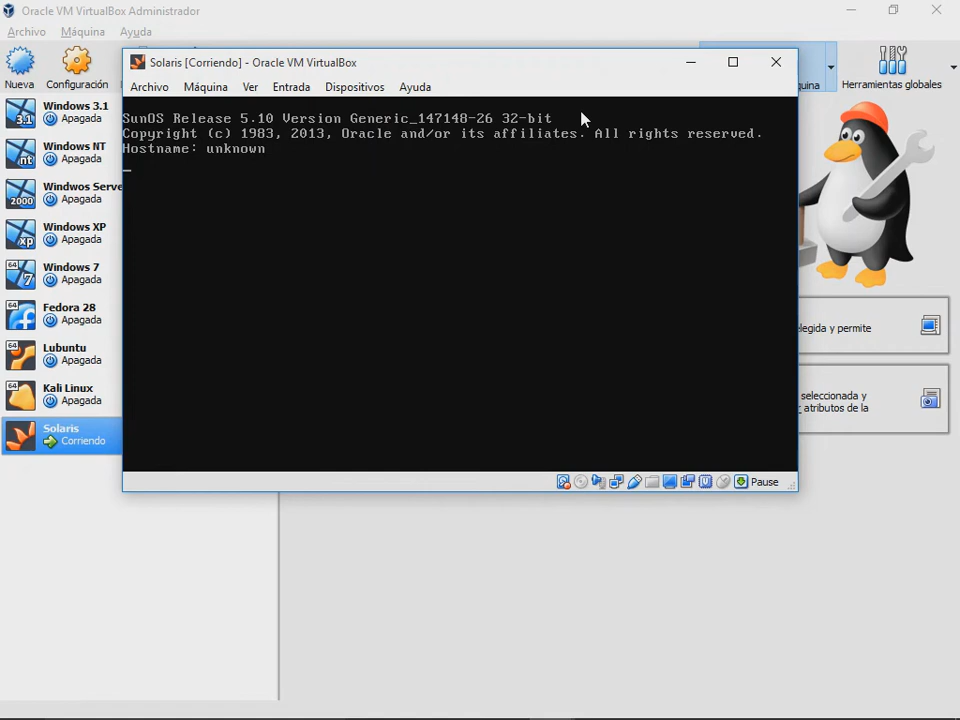 Oracle VM VirtualBox Administrador
Archivo Máquina Ayuda
Nueva
Configuración
quina
Herramientas globales
Windows 3.1
Apagada
Windows NT
Apagada
Windwos Serve
Apagada
Windows XP
Apagada
Windows 7
Apagada
Fedora 28
Apagada
Lubuntu
Apagada
Kali Linux
Apagada
Solaris
Corriendo
Solaris [Corriendo] - Oracle VM VirtualBox
Archivo Máquina Ver Entrada Dispositivos Ayuda
SunOS Release 5.10 Version Generic_147148-26 32-bit
Copyright (c) 1983, 2013, Oracle and/or its affiliates. All rights reserved.
Hostname: unknown
Pause
elegida y permite
seleccionada y
r atributos de la